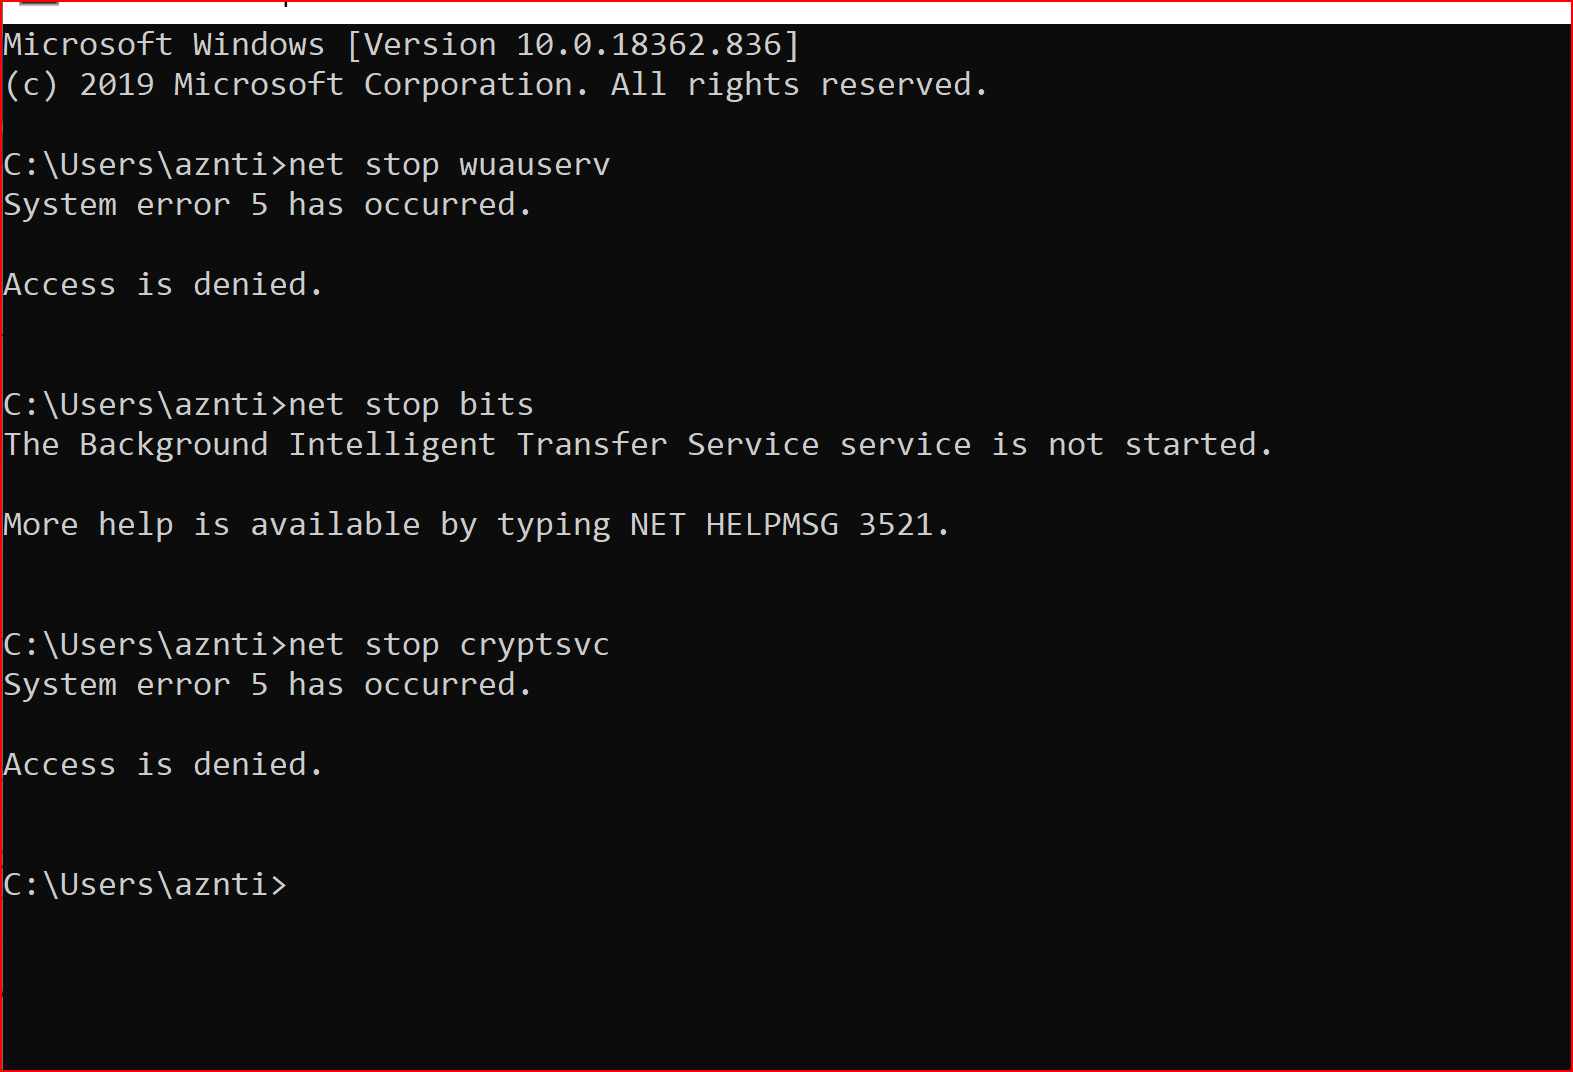 Microsoft Windows [Version 10.0.18362.836]
(c) 2019 Microsoft Corporation. All rights reserved.
C:\Users\aznti>net stop wuauserv
System error 5 has occurred.
Access is denied.
C:\Users\aznti>net stop bits
The Background Intelligent Transfer Service service is not started.
More help is available by typing NET HELPMSG 3521.
C:\Users\aznti>net stop cryptsvc
System error 5 has occurred.
Access is denied.
C:\Users\aznti>